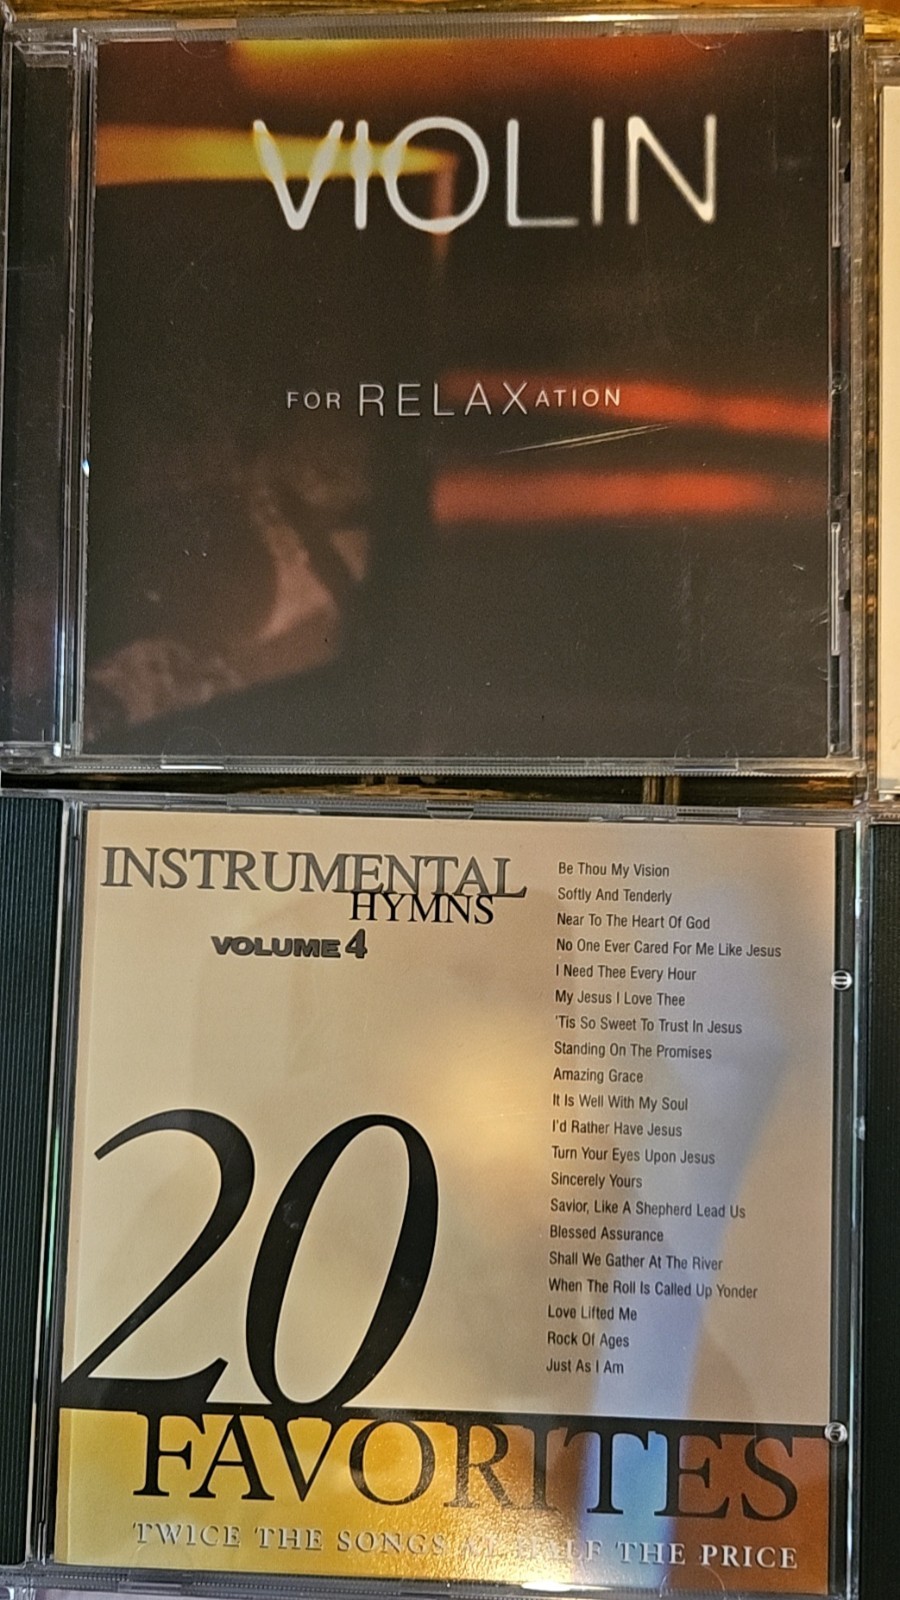 VIOLIN
FOR RELAXATION
INSTRUMENTAL
HYMNS
VOLUME 4
Be Thou My Vision
Softly And Tenderly
Near To The Heart Of God
No One Ever Cared For Me Like Jesus
I Need Thee Every Hour
My Jesus I Love Thee
'Tis So Sweet To Trust In Jesus
Standing On The Promises
Amazing Grace
It Is Well With My Soul
I'd Rather Have Jesus
Turn Your Eyes Upon Jesus
Sincerely Yours
Savior, Like A Shepherd Lead Us
Blessed Assurance
Shall We Gather At The River
When The Roll Is Called Up Yonder
Love Lifted Me
Rock Of Ages
Just As I Am
20
FAVORITES
TWICE THE SONGS AT HALF THE PRICE